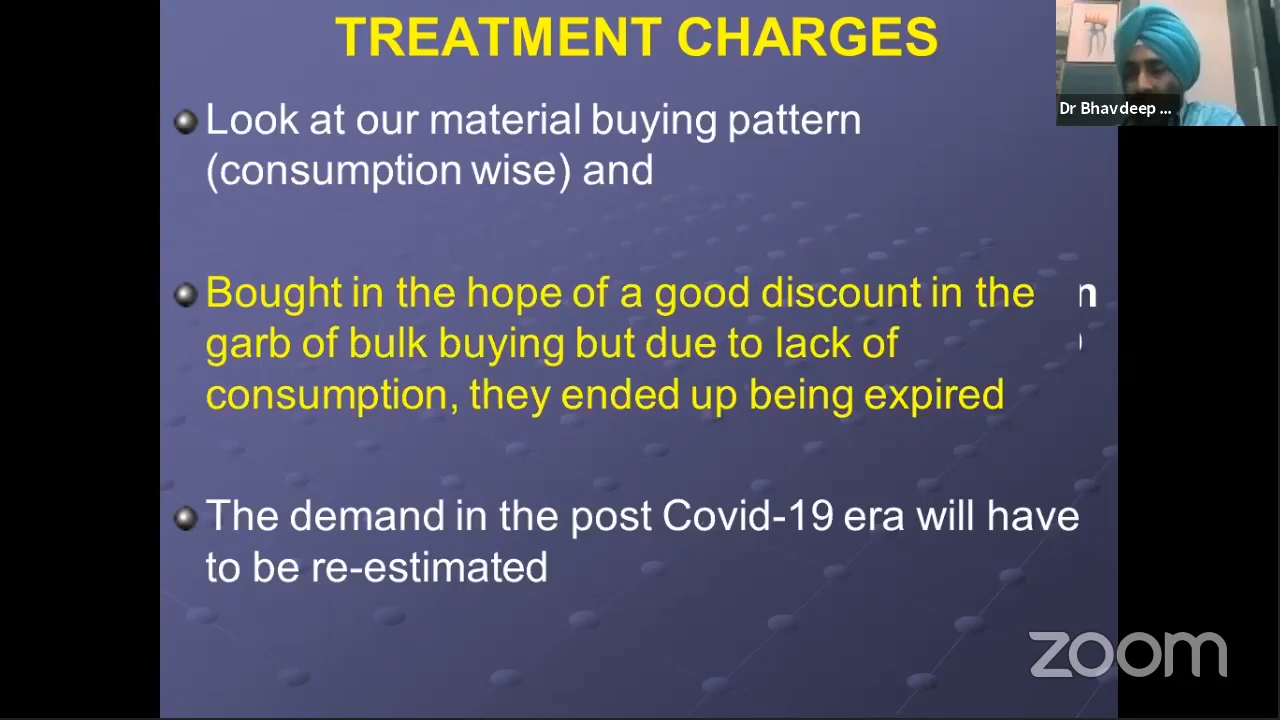 TREATMENT CHARGES
Dr Bhavdeep ...
Look at our material buying pattern
(consumption wise) and
Bought in the hope of a good discount in the
n
garb of bulk buying but due to lack of
consumption, they ended up being expired
The demand in the post Covid-19 era will have
to be re-estimated
zoom